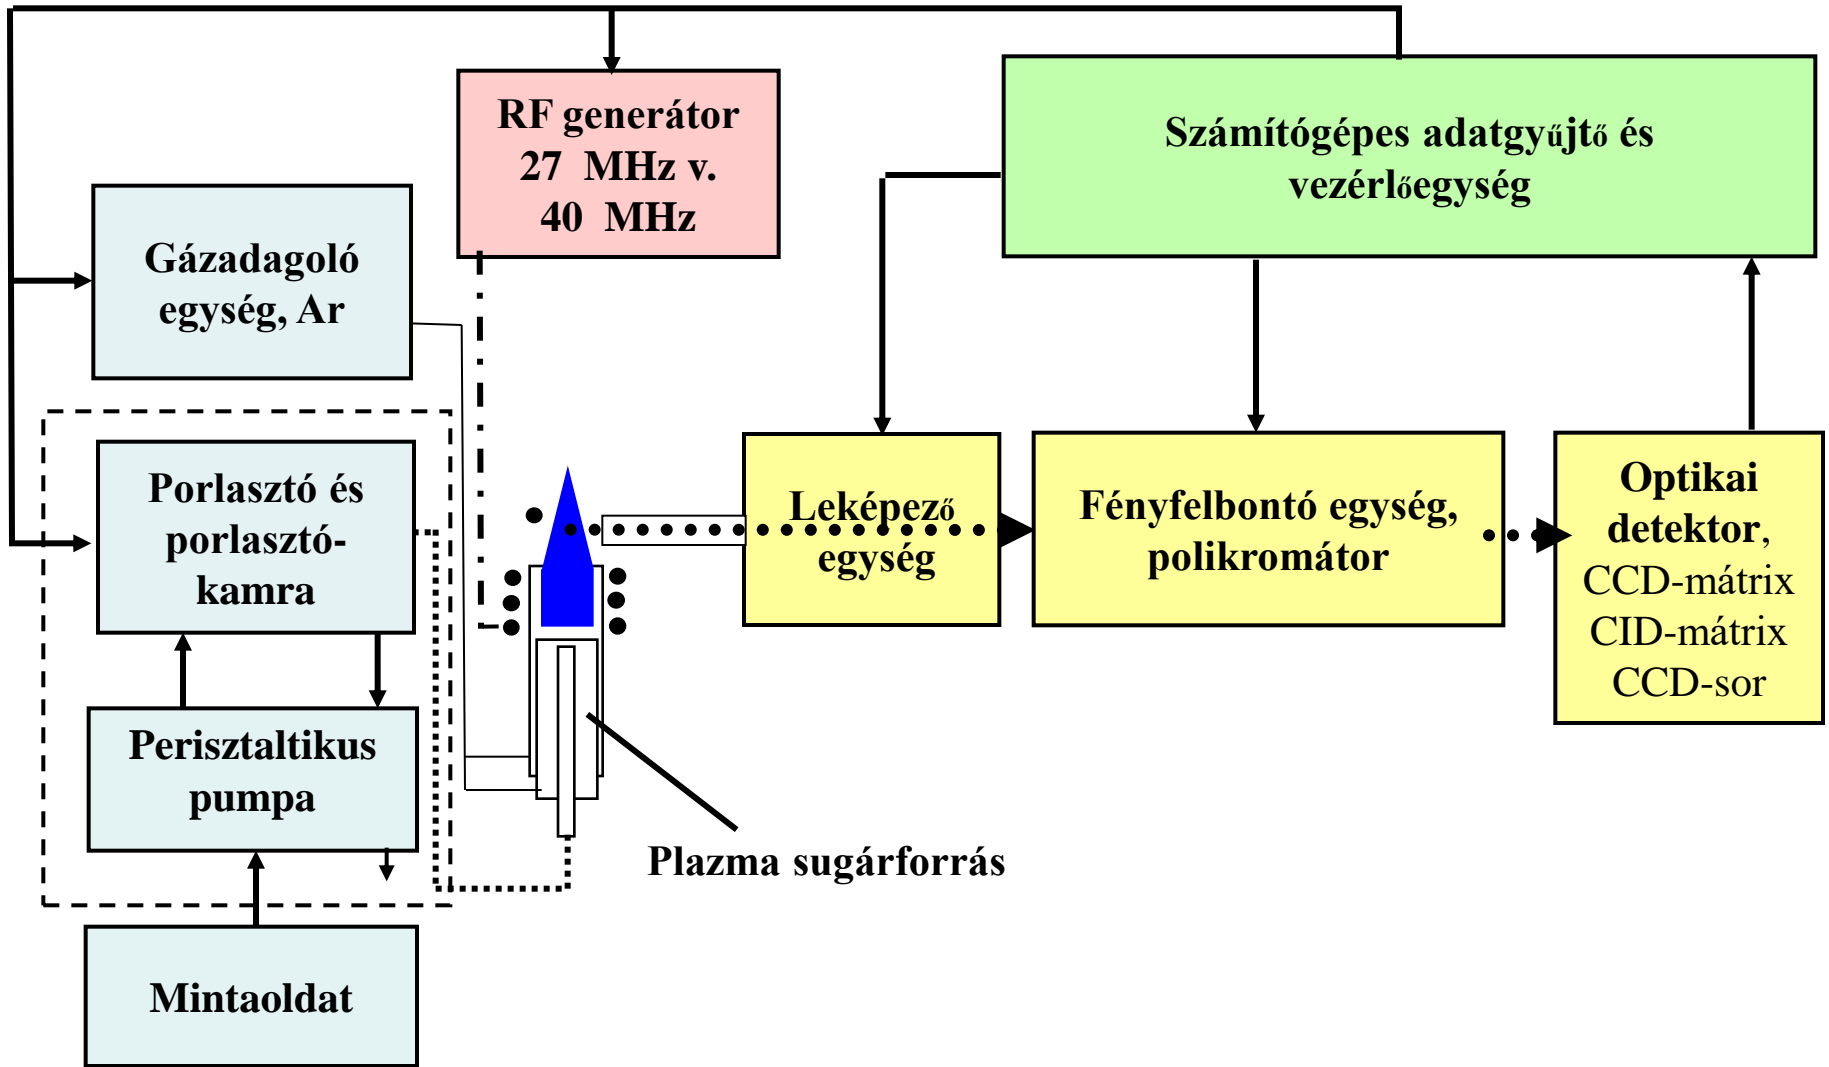 RF generátor
27 MHz v.
40 MHz
Számítógépes adatgyűjtő és
vezérlőegység
Gázadagoló
egység, Ar
Porlasztó és
porlasztó-
kamra
Leképező
egység
Fényfelbontó egység,
polikromátor
Optikai
detektor,
CCD-mátrix
CID-mátrix
CCD-sor
Perisztaltikus
pumpa
Plazma sugárforrás
Mintaoldat